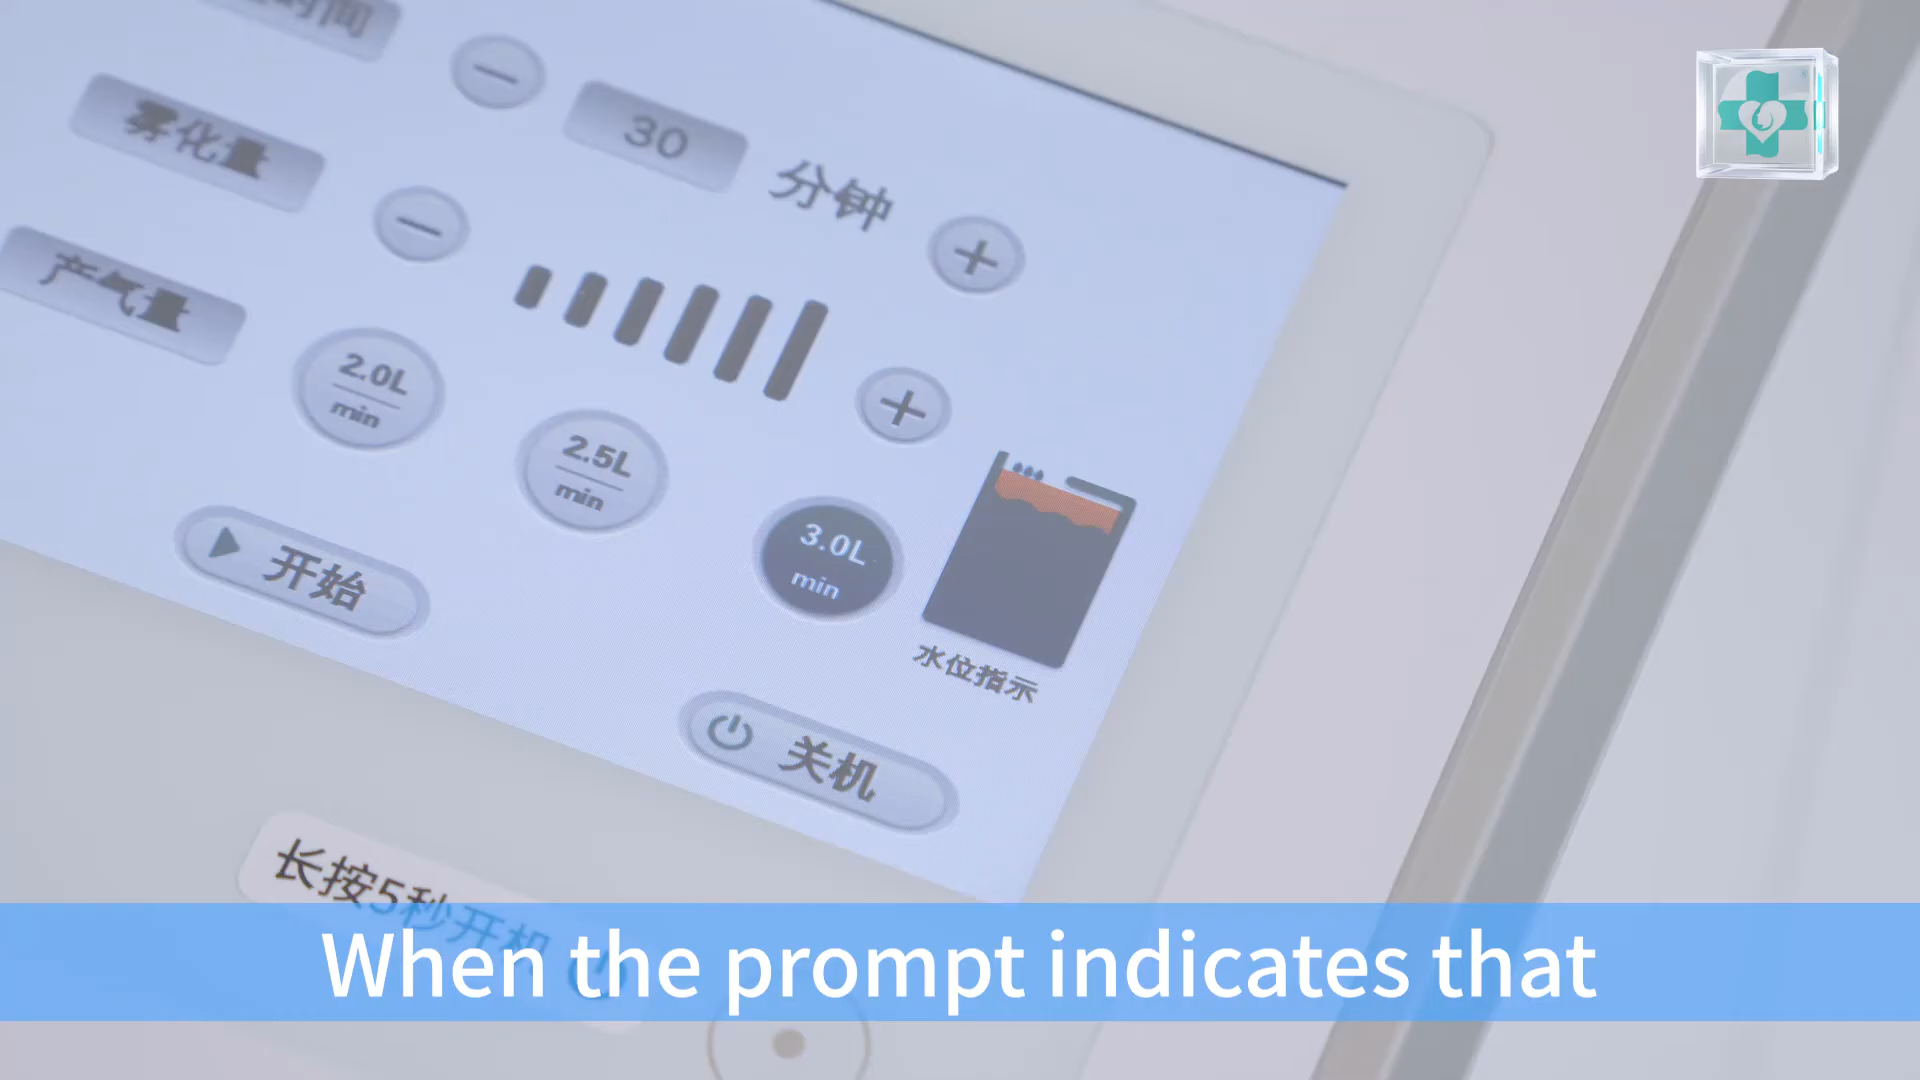 时间
30
分钟
雾化量
产气量
2.0L
min
2.5L
min
3.0L
min
开始
水位指示
关机
长按5秒开机
When the prompt indicates that